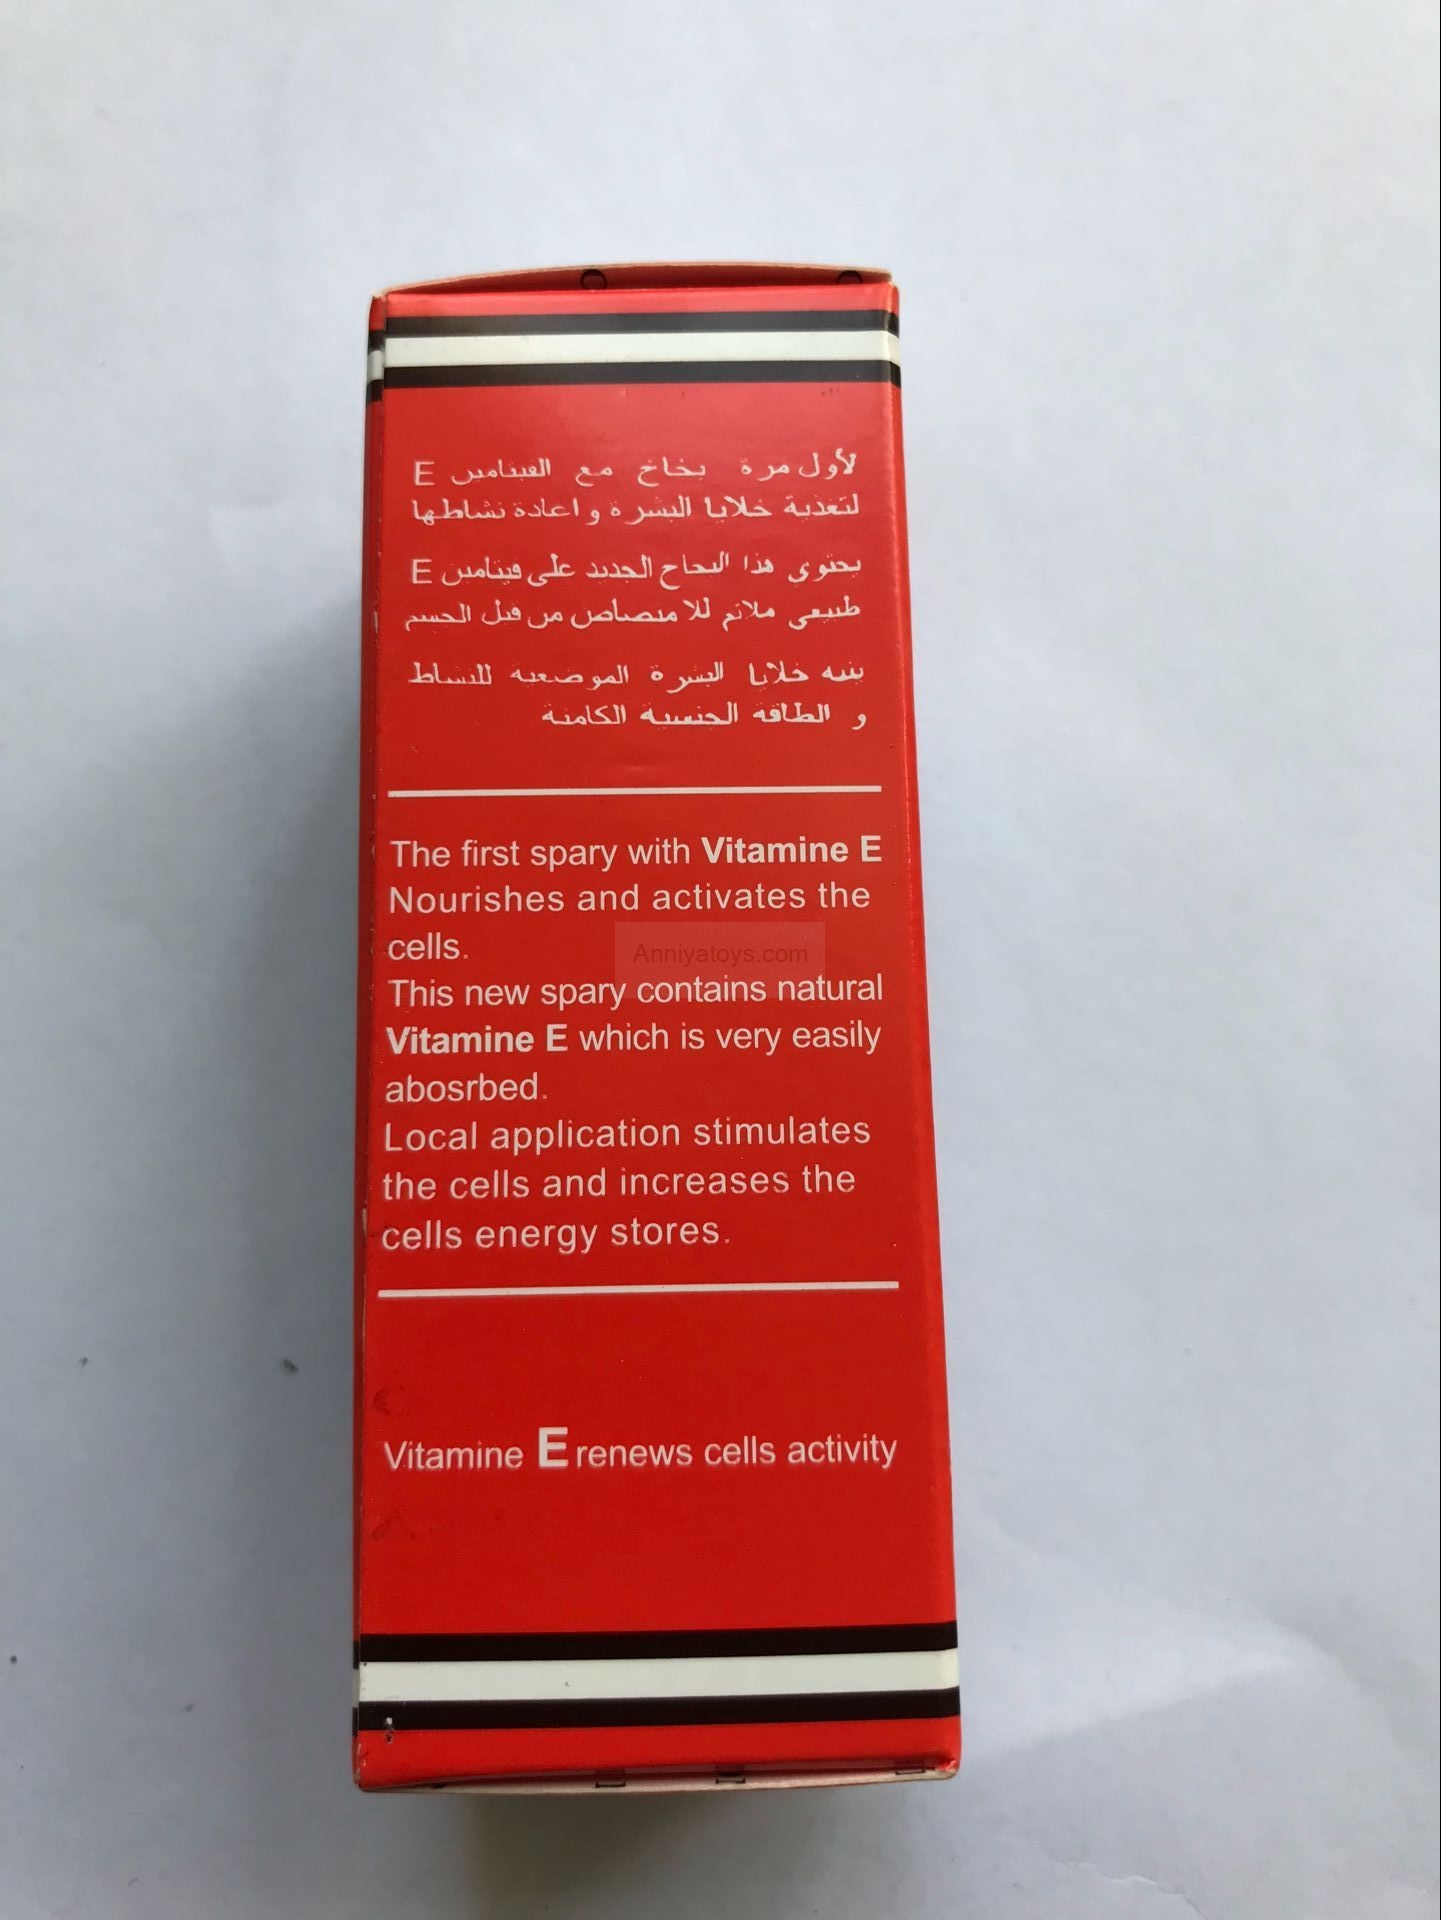 لأول مرة بخاخ مع الفيتامين E
لتغذية خلايا البشرة و اعادة نشاطها
يحتوي هذا البخاخ الجديد على فيتامين E
طبيعي ملائم للامتصاص من قبل الجسم
ينبه خلايا البشرة الموضعية للنشاط
و الطاقة الجنسية الكامنة
The first spary with Vitamine E
Nourishes and activates the
cells.
Anniyatoys.com
This new spary contains natural
Vitamine E which is very easily
abosrbed.
Local application stimulates
the cells and increases the
cells energy stores.
Vitamine E renews cells activity